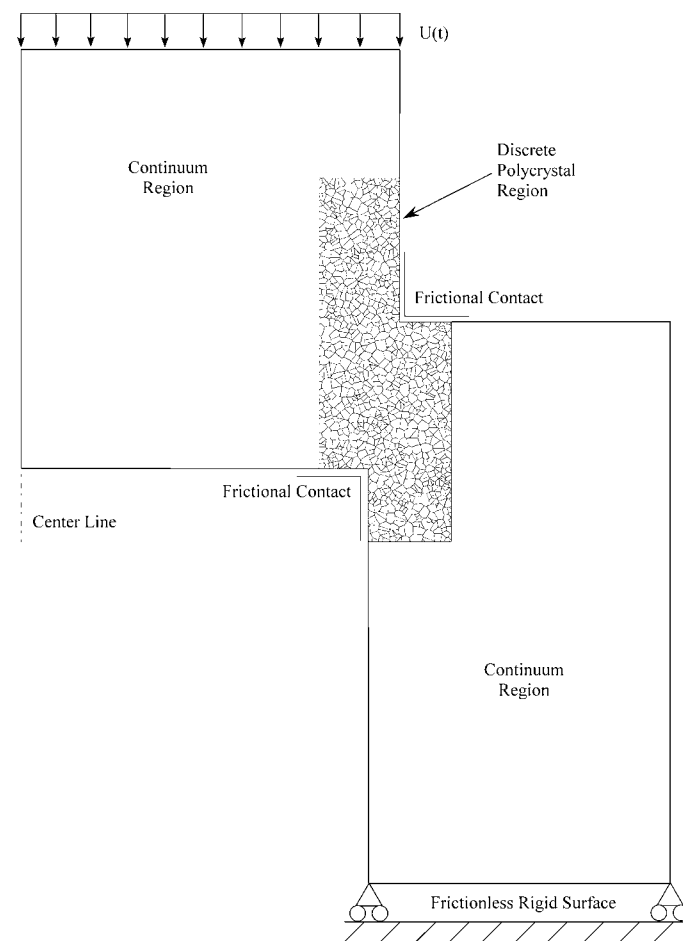 U(t)
Continuum
Region
Discrete
Polycrystal
Region
Frictional Contact
Frictional Contact
Center Line
Continuum
Region
Frictionless Rigid Surface